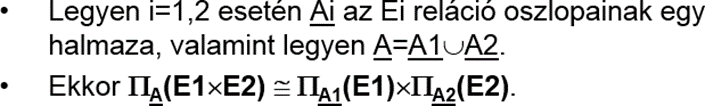 • Legyen i=1,2 esetén Ai az Ei reláció oszlopainak egy
halmaza, valamint legyen A=A1∪A2.
• Ekkor ΠA(E1×E2) ≅ ΠA1(E1)×ΠA2(E2).